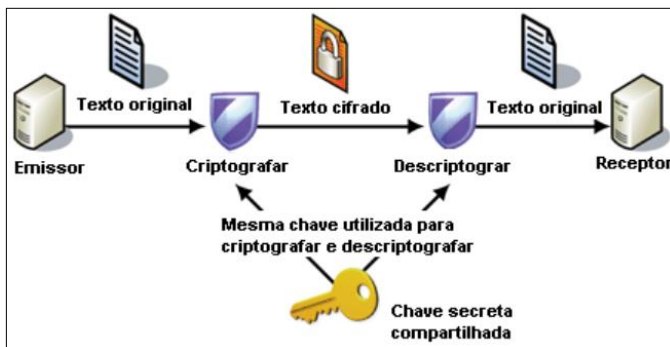 Texto original
Texto cifrado
Texto original
Emissor
Criptografar
Descriptograr
Receptor
Mesma chave utilizada para
criptografar e descriptografar
Chave secreta
compartilhada